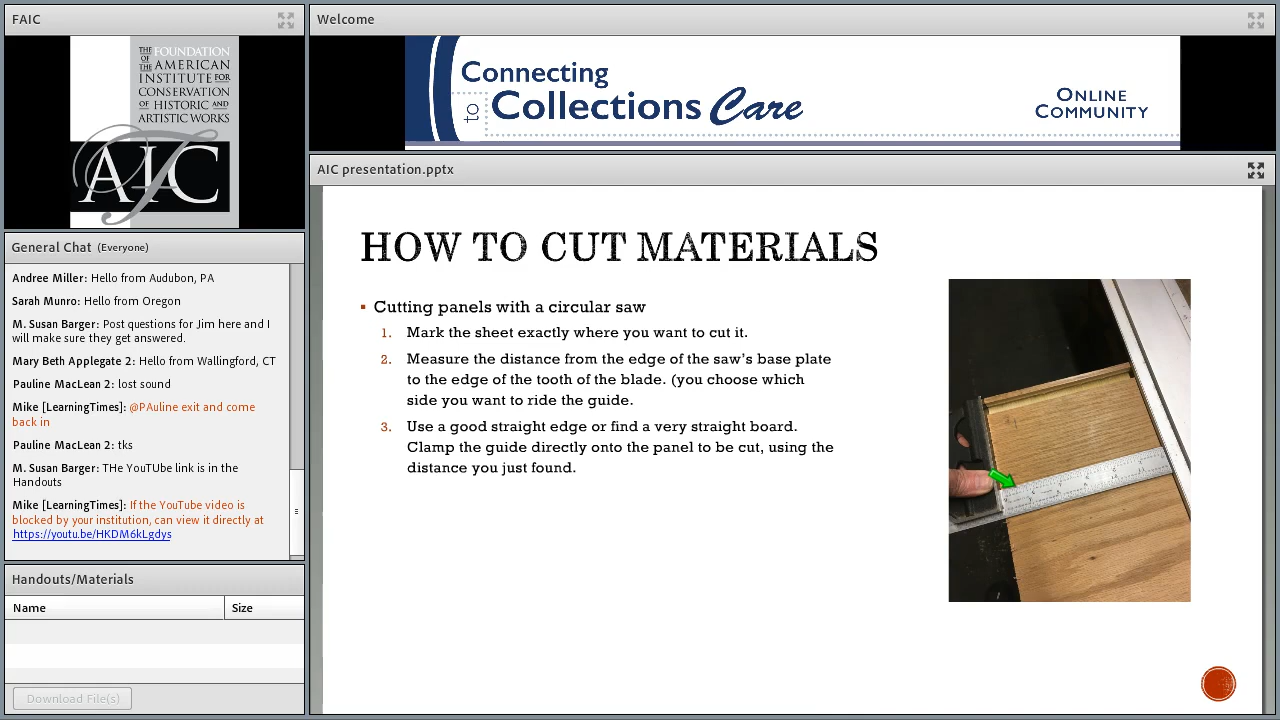 FAIC
THE FOUNDATION
OF THE AMERICAN
INSTITUTE FOR
CONSERVATION
OF HISTORIC AND
ARTISTIC WORKS
AIC
General Chat (Everyone)
Andree Miller: Hello from Audubon, PA
Sarah Munro: Hello from Oregon
M. Susan Barger: Post questions for Jim here and I
will make sure they get answered.
Mary Beth Applegate 2: Hello from Wallingford, CT
Pauline MacLean 2: lost sound
Mike [LearningTimes]: @PAuline exit and come
back in
Pauline MacLean 2: tks
M. Susan Barger: THe YouTUbe link is in the
Handouts
Mike [LearningTimes]: If the YouTube video is
blocked by your institution, can view it directly at
https://youtu.be/HKDM6kLgdys
Handouts/Materials
Name Size
Download File(s)
Welcome
Connecting
to Collections Care
ONLINE
COMMUNITY
AIC presentation.pptx
HOW TO CUT MATERIALS
▪ Cutting panels with a circular saw
1. Mark the sheet exactly where you want to cut it.
2. Measure the distance from the edge of the saw's base plate
to the edge of the tooth of the blade. (you choose which
side you want to ride the guide.
3. Use a good straight edge or find a very straight board.
Clamp the guide directly onto the panel to be cut, using the
distance you just found.